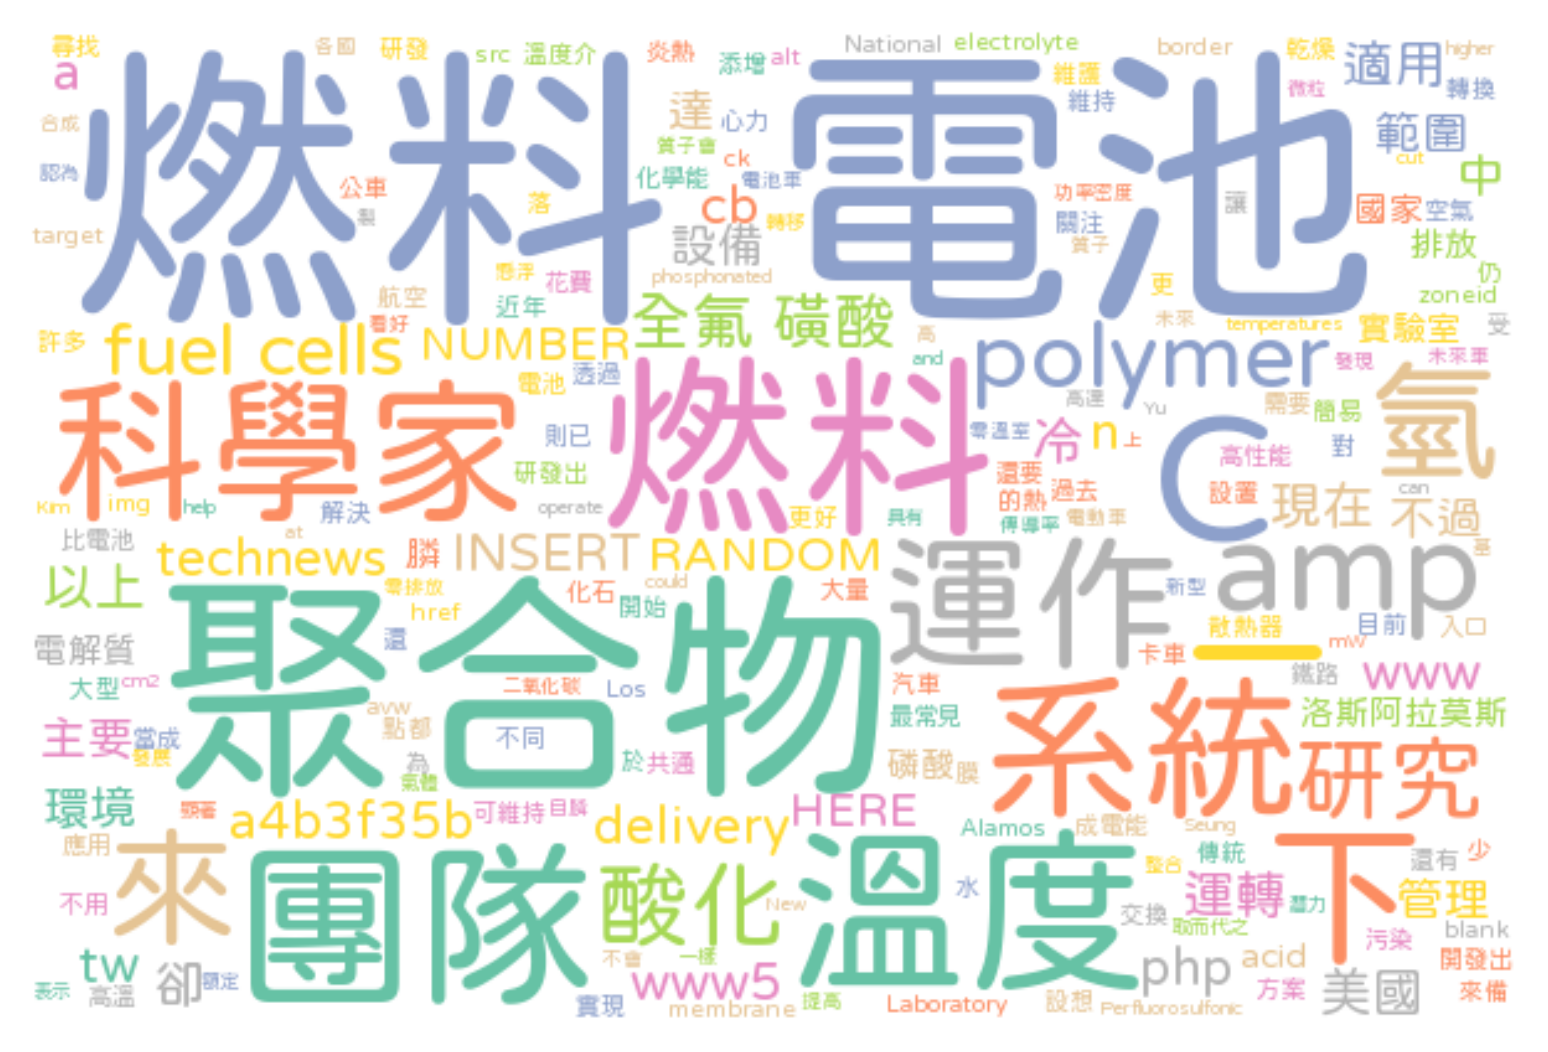 尋找 各國 研發 src 溫度介 炎熱 添增 alt National electrolyte border 乾燥 適用 higher
a 燃料電池 達 心力 維護 維持 微粒 轉換
合成 範圍
認為 公車 製 落 質子會 ck 化學能 電池車 cb 轉移 功率密度 關注 質子 讓 cut 中
target 設備 國家 空氣 排放
航空 懸浮 花費 近年 phosphonated 更 仍 zoneid
許多 看好 fuel cells NUMBER 全氟 磺酸 高 未來 temperatures 實驗室 受
電池 透過 and polymer 發現 未來車
科學家 燃料 高達 Yu 需要 簡易 氫
則已 零溫室 冷 n 上 C 高性能 對
研發出 還要 的熱 過去 設置 現在 can 不過
Kim img help 解決 operate 更好 具有 傳導率 電動車
比電池 at technews 膦 INSERT RANDOM 運作 amp 基
以上 聚合物 零排放 href 化石 could 開始 大量 新型 散熱器 目前 入口
電解質 還 卡車 一 mW
大型 cm2 二氧化碳 Los 汽車 鐵路 www
avw 點都 最常見 系統 洛斯阿拉莫斯
主要 當成 發展 不同 為 氣體 於 共通 磷酸 膜 研究
環境 顯著 a4b3f35b 可維持 delivery HERE
應用 來 團隊 酸化 溫度 Alamos 成電能 Seung 下
整合 傳統 還有 少
不用 New 水 運轉 潛力 管理
交換 取而代之 污染 blank
tw 卻 不會 一樣 php acid 開發出
表示 高溫 額定 www5 方案 美國 來備
實現 membrane 提高 Laboratory 設想 Perfluorosulfonic